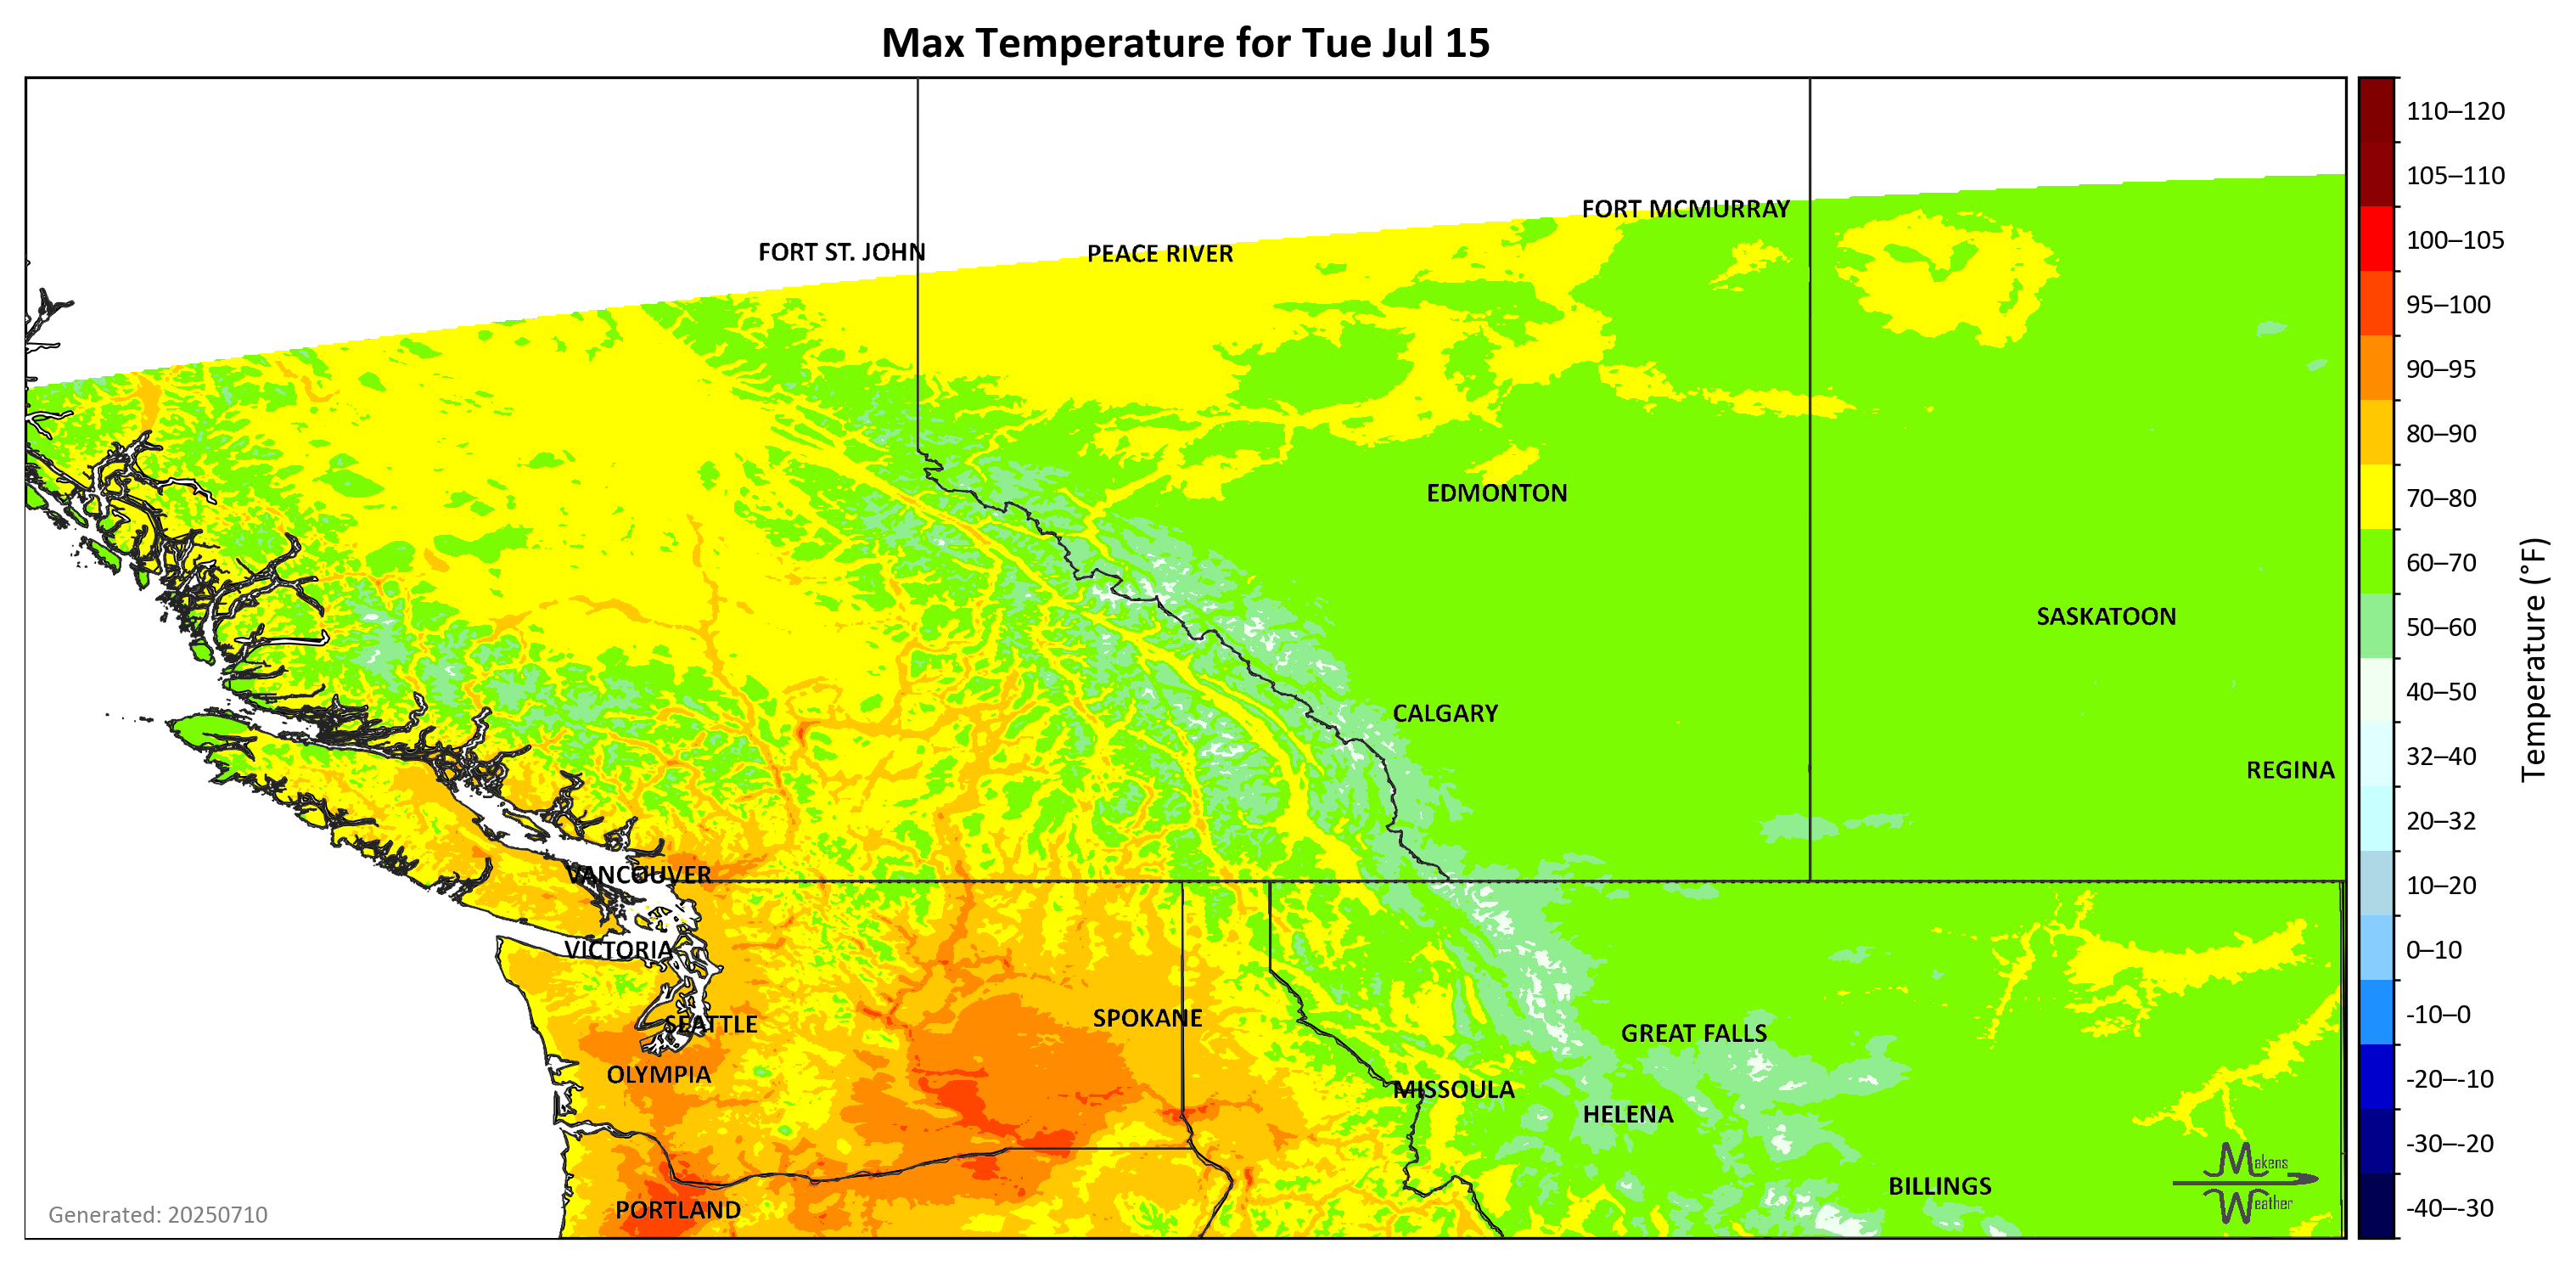 Max Temperature for Tue Jul 15
110–120
105–110
FORT MCMURRAY
100–105
FORT ST. JOHN
PEACE RIVER
95–100
90–95
80–90
70–80
EDMONTON
60–70
50–60
SASKATOON
Temperature (°F)
40–50
CALGARY
32–40
REGINA
20–32
VANCOUVER
10–20
VICTORIA
0–10
-10–0
SPOKANE
SEATTLE
GREAT FALLS
OLYMPIA
-20–-10
MISSOULA
HELENA
-30–-20
Makens
Weather
BILLINGS
PORTLAND
-40–-30
Generated: 20250710